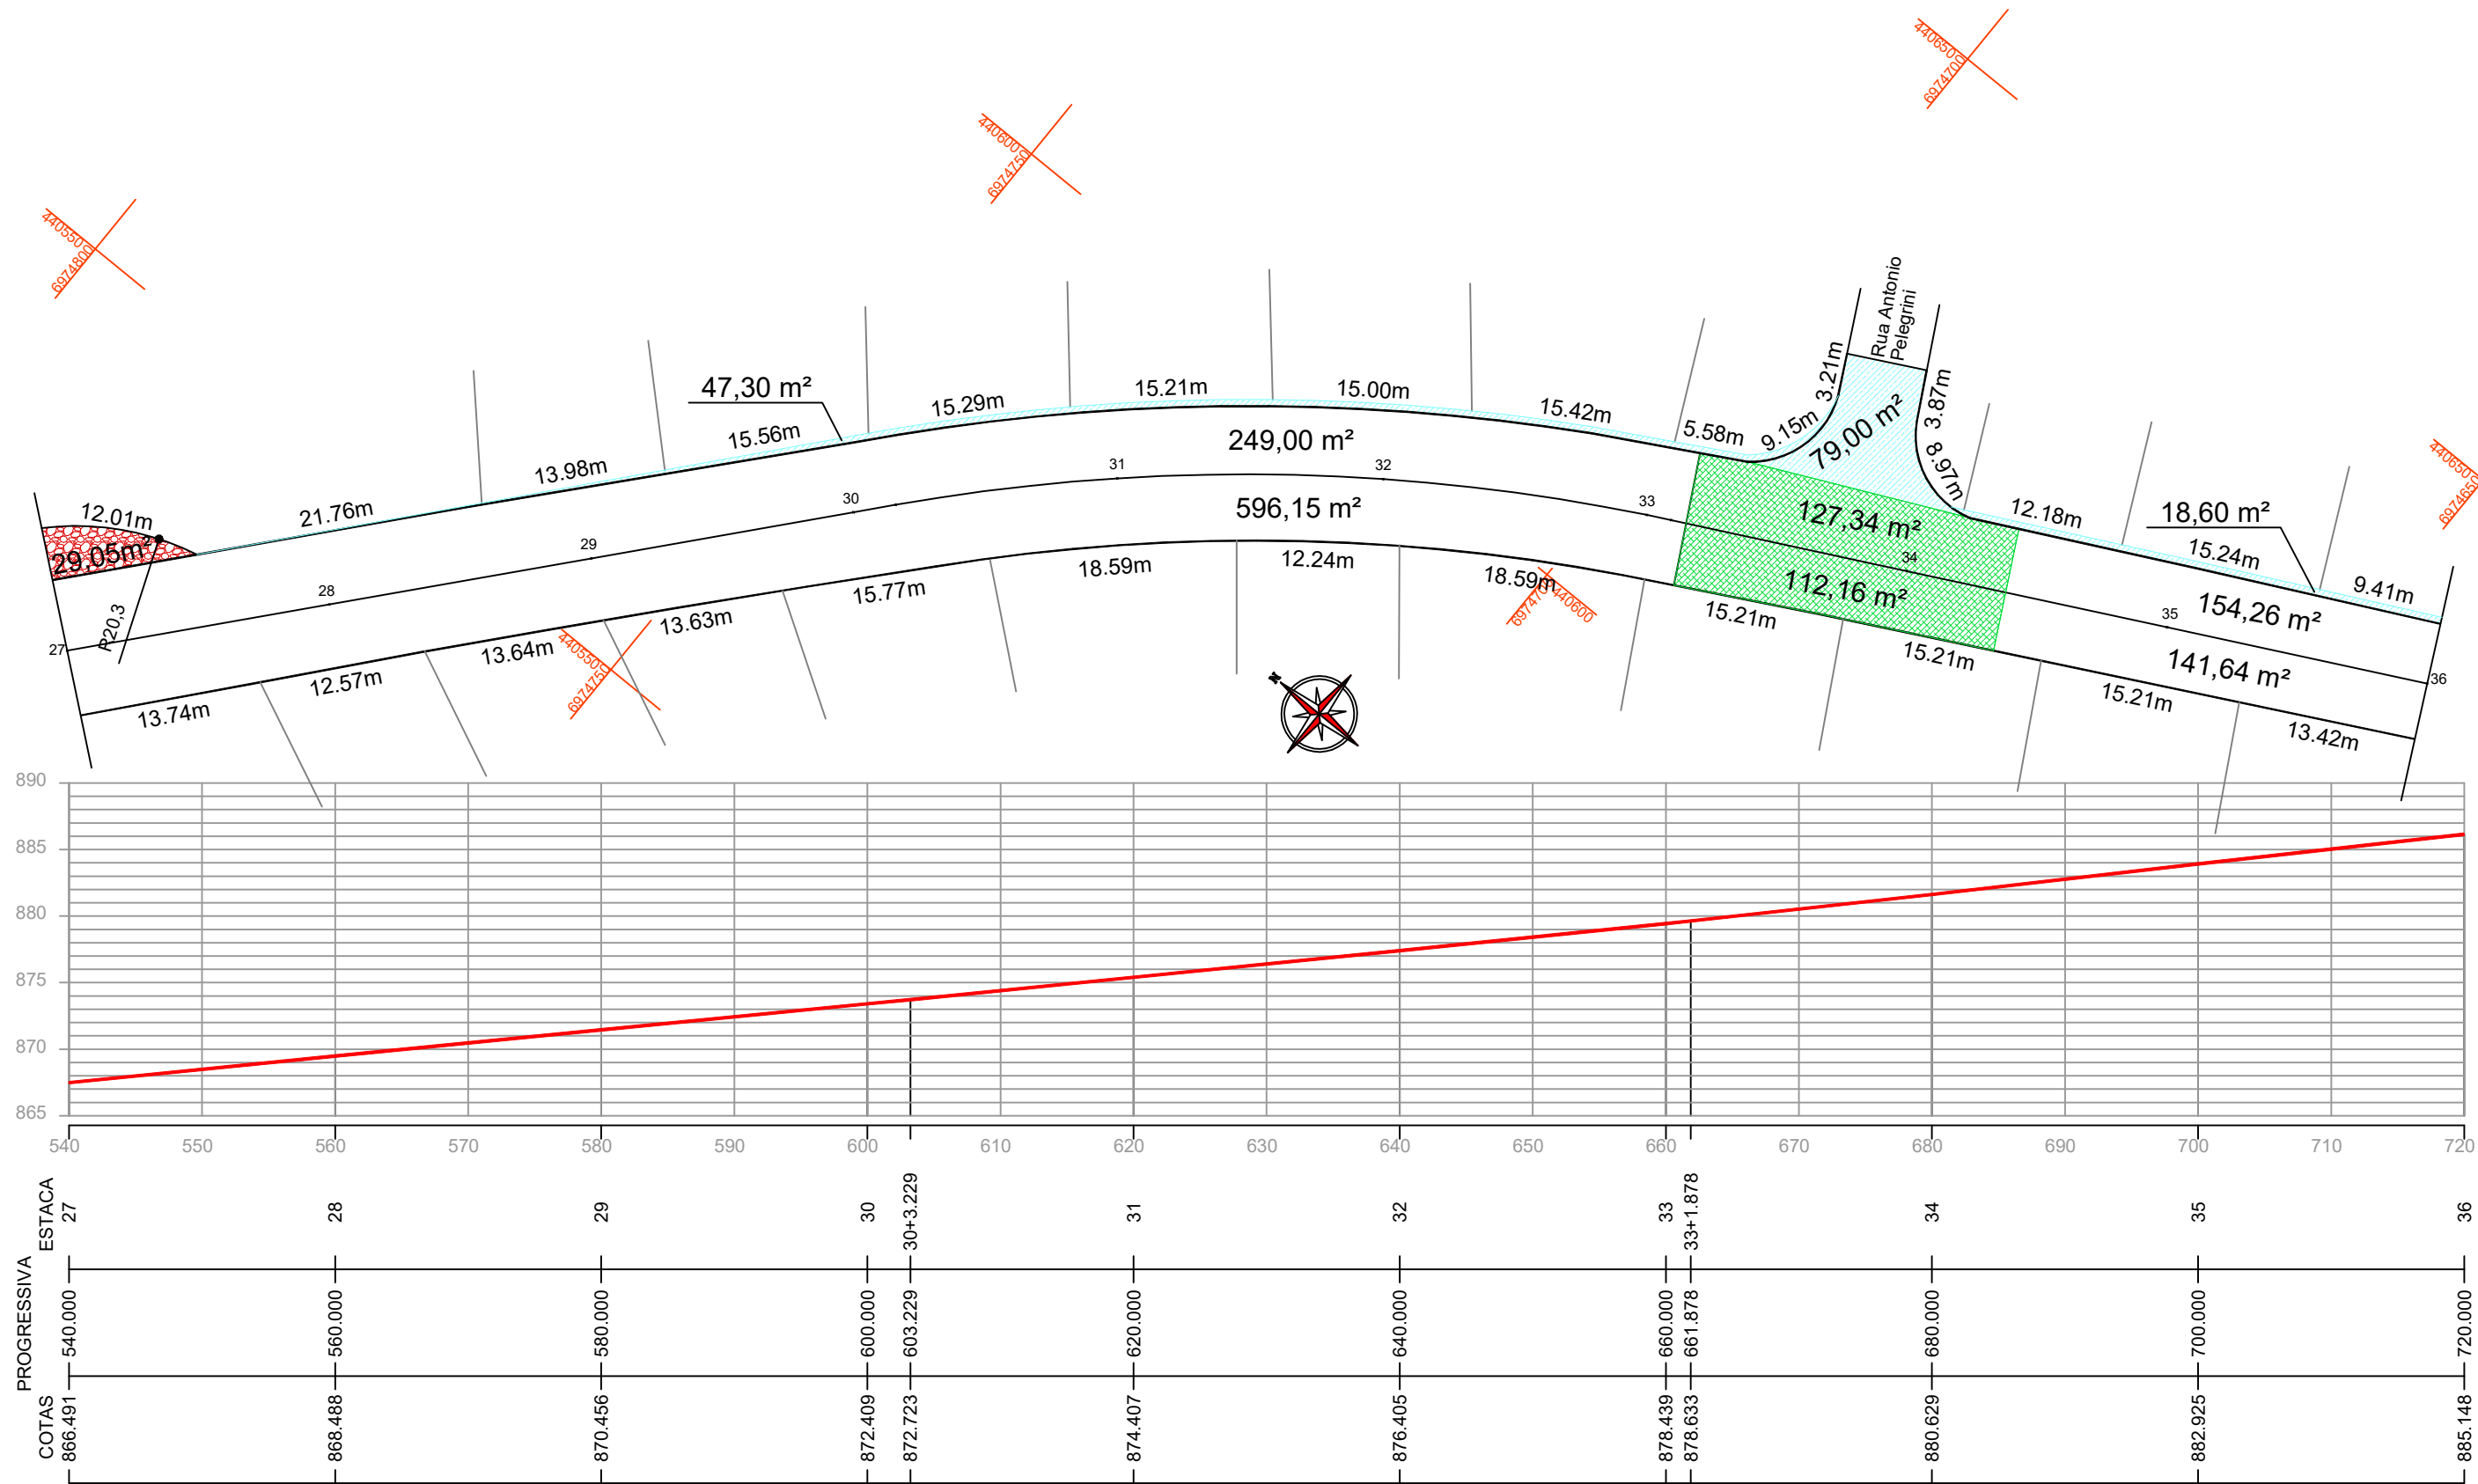 440650
6974700
440600
6974750
440550
6974800
Rua Antonio
Pelegrini
3.21m
3.87m
47,30 m²
15.29m
15.21m
15.00m
15.42m
5.58m
9.15m
79,00 m²
8.97m
440650
6974650
15.56m
13.98m
21.76m
12.01m
29,05m²
R20,3
249,00 m²
596,15 m²
127,34 m²
112,16 m²
12.18m
18,60 m²
15.24m
9.41m
154,26 m²
141,64 m²
27
28
29
30
31
32
33
34
35
36
13.74m
12.57m
13.64m
13.63m
15.77m
18.59m
12.24m
18.59m
15.21m
15.21m
15.21m
13.42m
440550
6974750
6974700
440600
N
890
885
880
875
870
865
540 550 560 570 580 590 600 610 620 630 640 650 660 670 680 690 700 710 720
ESTACA
27 28 29 30 30+3.229 31 32 33 33+1.878 34 35 36
PROGRESSIVA
540.000 560.000 580.000 600.000 603.229 620.000 640.000 660.000 661.878 680.000 700.000 720.000
COTAS
866.491 868.488 870.456 872.409 872.723 874.407 876.405 878.439 878.633 880.629 882.925 885.148